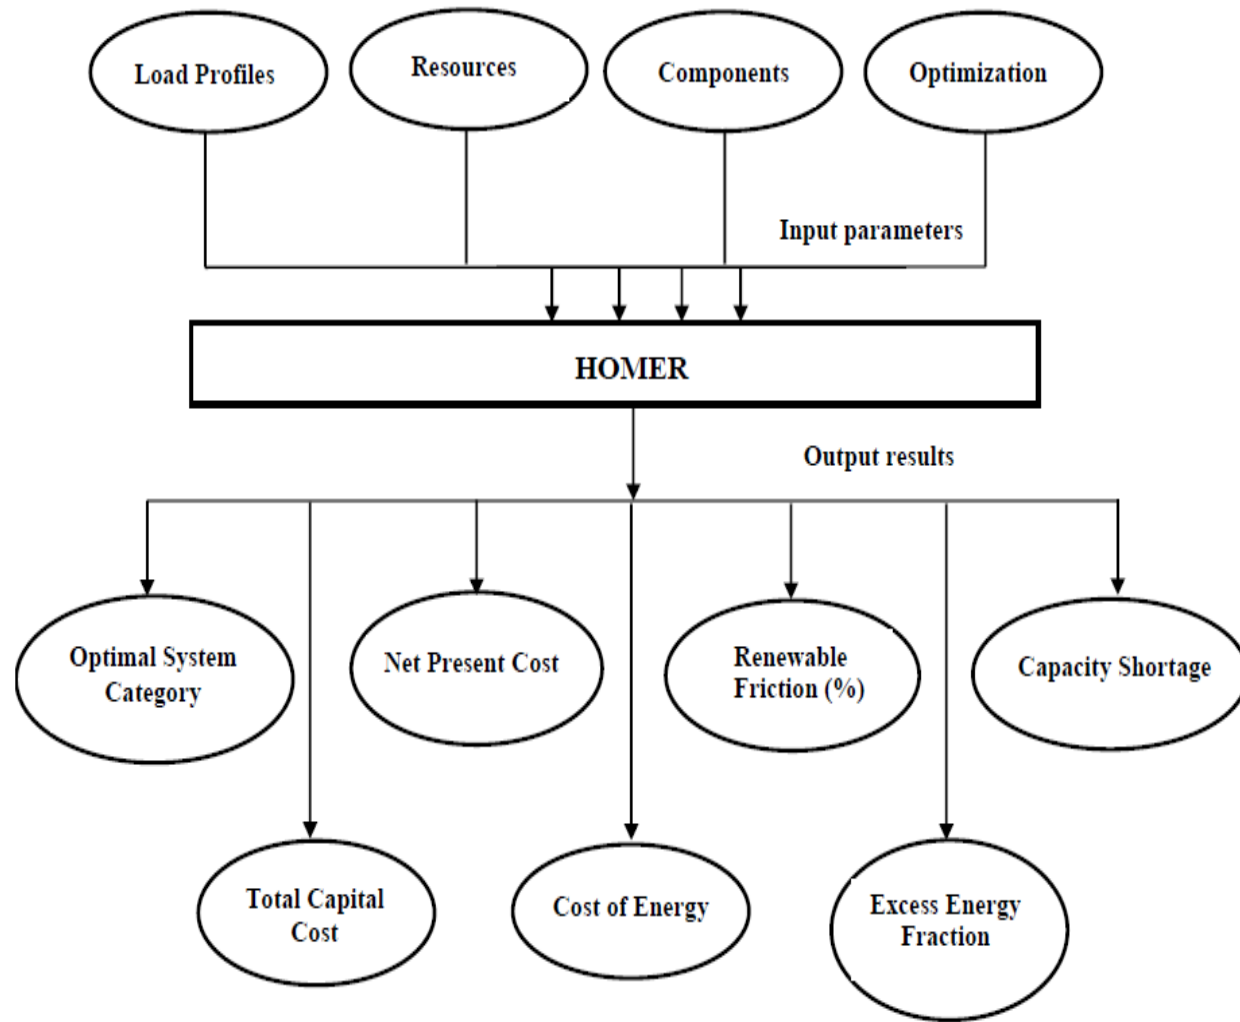 Load Profiles
Resources
Components
Optimization
Input parameters
HOMER
Output results
Optimal System
Category
Net Present Cost
Renewable
Friction (%)
Capacity Shortage
Total Capital
Cost
Cost of Energy
Excess Energy
Fraction